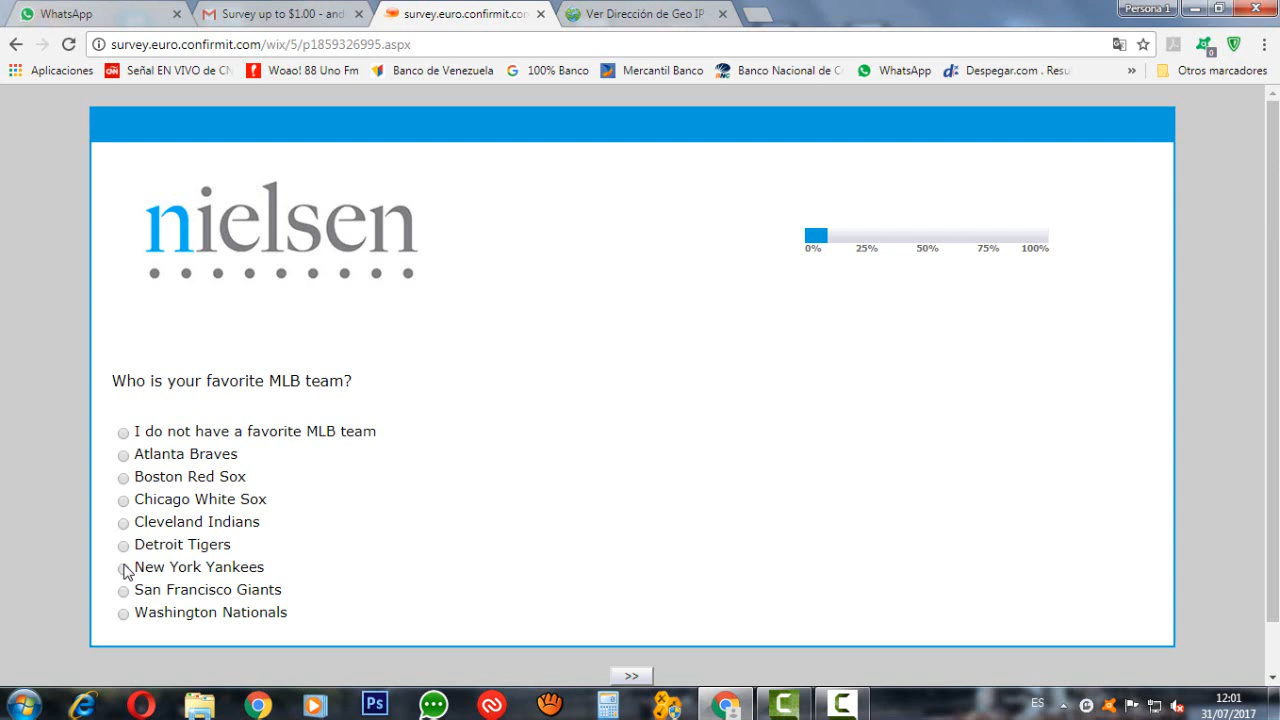 WhatsApp
Survey up to $1.00 - and
survey.euro.confirmit.co
Ver Dirección de Geo IP
Persona 1
survey.euro.confirmit.com/wix/5/p1859326995.aspx
Aplicaciones
Señal EN VIVO de CN
Woao! 88 Uno Fm
Banco de Venezuela
100% Banco
Mercantil Banco
Banco Nacional de C
WhatsApp
Despegar.com . Resu
»
Otros marcadores
nielsen
0% 25% 50% 75% 100%
Who is your favorite MLB team?
I do not have a favorite MLB team
Atlanta Braves
Boston Red Sox
Chicago White Sox
Cleveland Indians
Detroit Tigers
New York Yankees
San Francisco Giants
Washington Nationals
>>
Ps
ES
12:01
31/07/2017